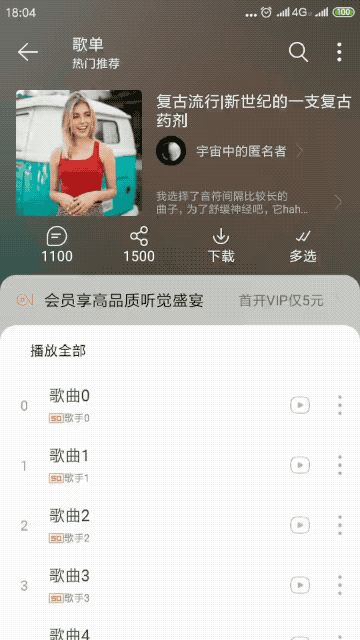 18:04 ... 4G 100
歌单
热门推荐
复古流行|新世纪的一支复古
药剂
宇宙中的匿名者
我选择了音符间隔比较长的
曲子，为了舒缓神经吧，它hah...
1100 1500 下载 多选
会员享高品质听觉盛宴 首开VIP仅5元
播放全部
0 歌曲0
SQ 歌手0
1 歌曲1
SQ 歌手1
2 歌曲2
SQ 歌手2
3 歌曲3
SQ 歌手3
歌曲4